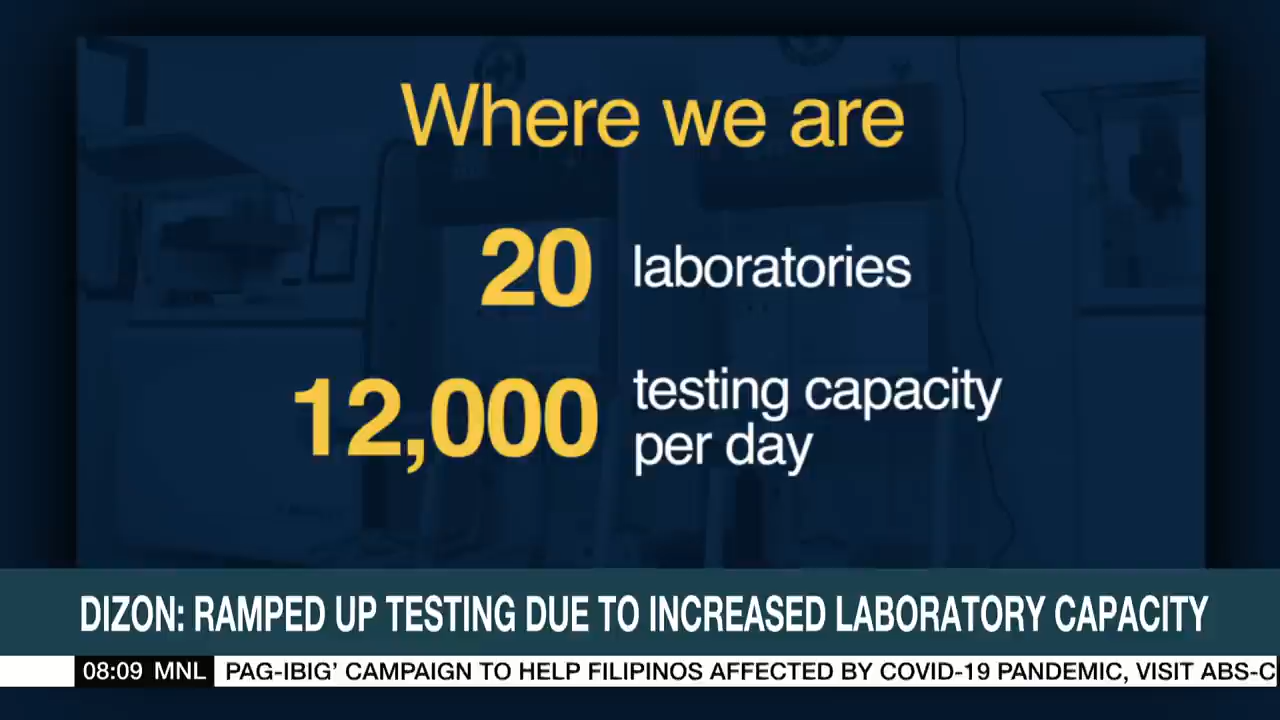 Where we are
20 laboratories
12,000 testing capacity
per day
DIZON: RAMPED UP TESTING DUE TO INCREASED LABORATORY CAPACITY
08:09 MNL PAG-IBIG’ CAMPAIGN TO HELP FILIPINOS AFFECTED BY COVID-19 PANDEMIC, VISIT ABS-C